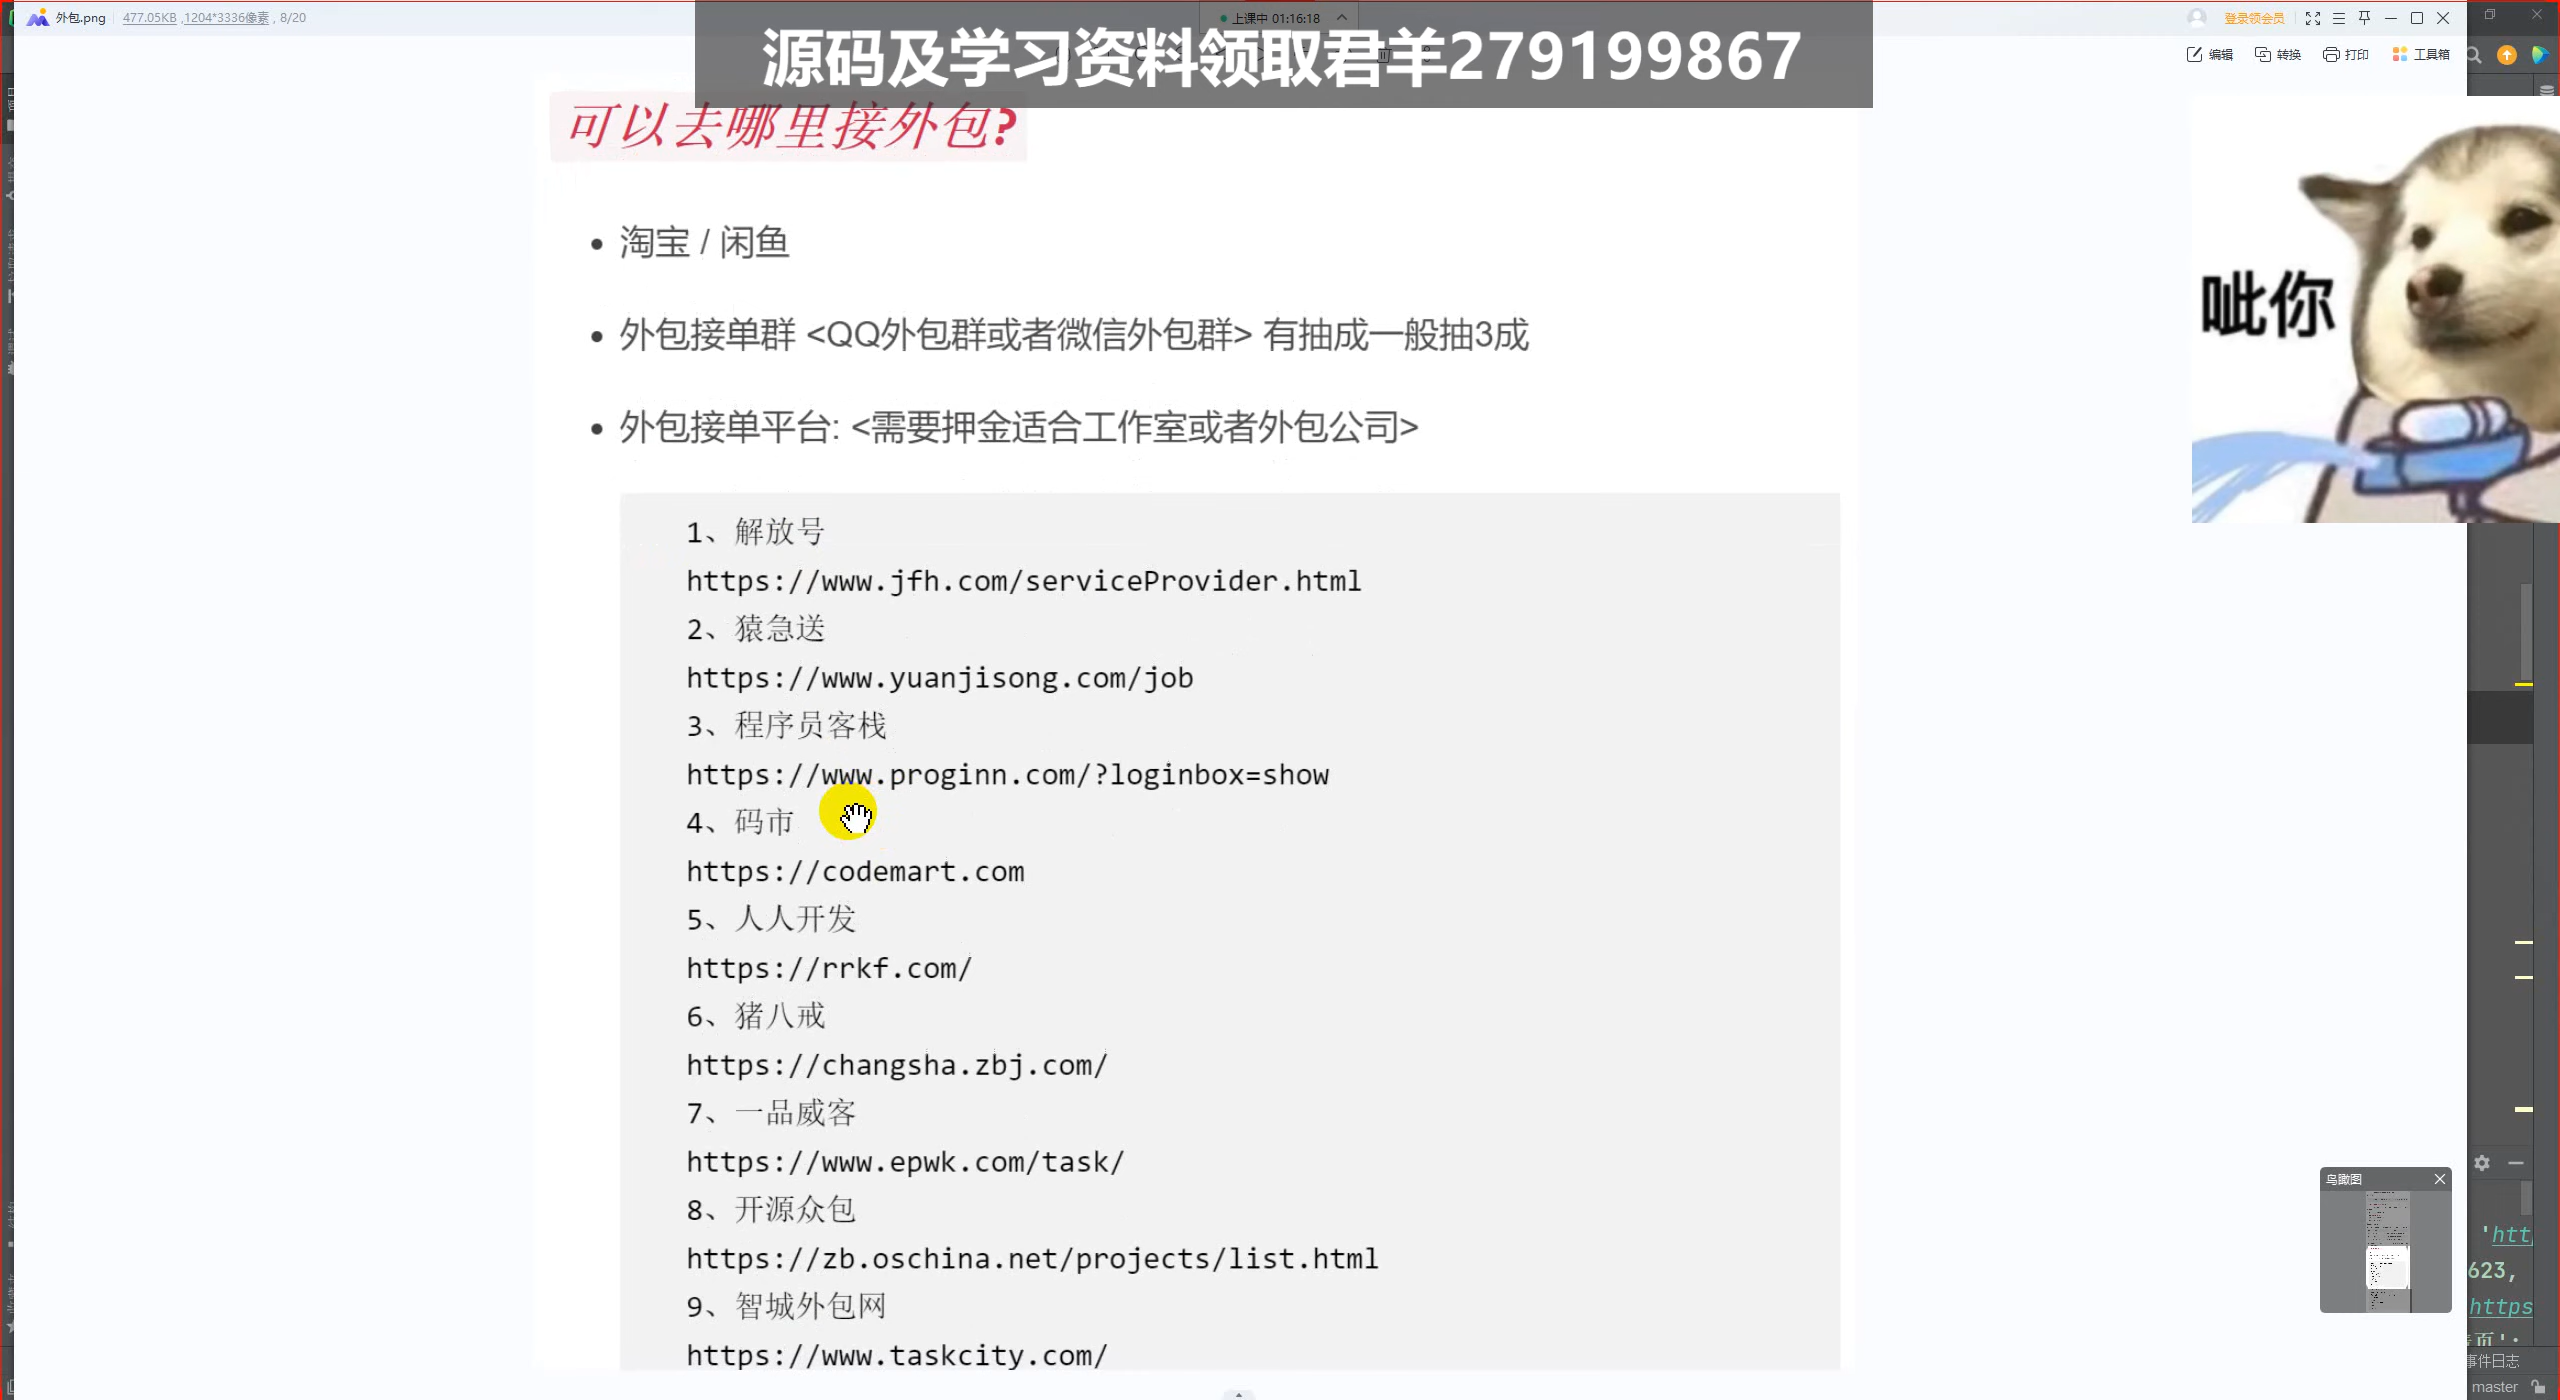 外包.png 477.05KB ,1204*3336像素 , 8/20
上课中 01:16:18
登录领会员
源码及学习资料领取君羊279199867
编辑 转换 打印 工具箱
可以去哪里接外包?
淘宝 / 闲鱼
外包接单群 <QQ外包群或者微信外包群> 有抽成一般抽3成
外包接单平台: <需要押金适合工作室或者外包公司>
呲你
1、解放号
https://www.jfh.com/serviceProvider.html
2、猿急送
https://www.yuanjisong.com/job
3、程序员客栈
https://www.proginn.com/?loginbox=show
4、码市
https://codemart.com
5、人人开发
https://rrkf.com/
6、猪八戒
https://changsha.zbj.com/
7、一品威客
https://www.epwk.com/task/
8、开源众包
https://zb.oschina.net/projects/list.html
9、智城外包网
https://www.taskcity.com/
鸟瞰图
'htt
623,
https
页':
事件日志
master